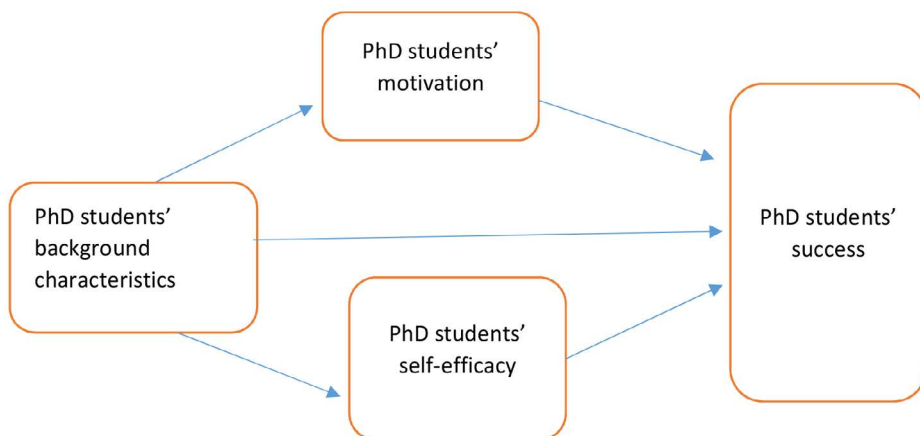 PhD students’
motivation
PhD students’
background
characteristics
PhD students’
success
PhD students’
self-efficacy